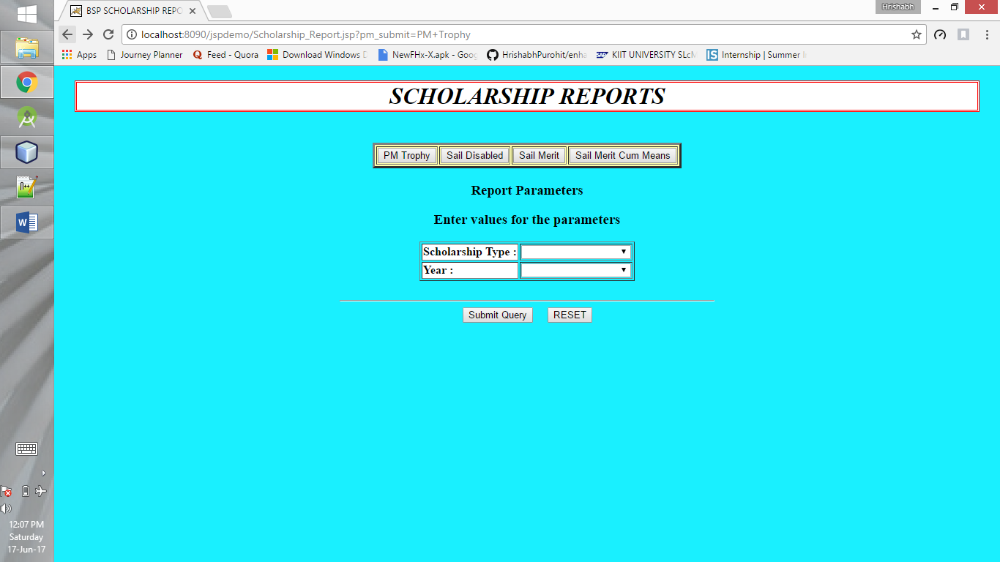 BSP SCHOLARSHIP REPO
Hrishabh
localhost:8090/jspdemo/Scholarship_Report.jsp?pm_submit=PM+Trophy
Apps Journey Planner Feed - Quora Download Windows NewFHx-X.apk - Goo HrishabhPurohit/enha KIIT UNIVERSITY SLcM Internship | Summer
SCHOLARSHIP REPORTS
PM Trophy Sail Disabled Sail Merit Sail Merit Cum Means
Report Parameters
Enter values for the parameters
Scholarship Type :
Year :
Submit Query RESET
12:07 PM
Saturday
17-Jun-17